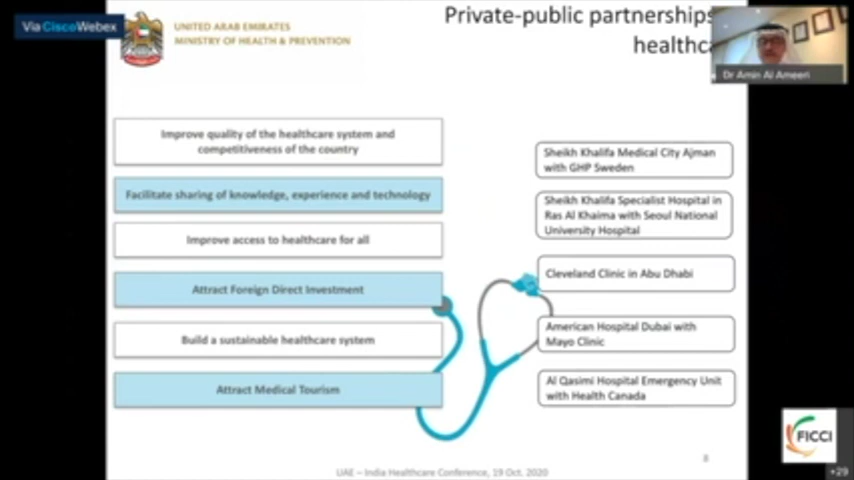 Via Cisco Webex
UNITED ARAB EMIRATES
MINISTRY OF HEALTH & PREVENTION
Private-public partnerships
healthca
Dr Amin Al Ameeri
Improve quality of the healthcare system and
competitiveness of the country
Facilitate sharing of knowledge, experience and technology
Improve access to healthcare for all
Attract Foreign Direct Investment
Build a sustainable healthcare system
Attract Medical Tourism
Sheikh Khalifa Medical City Ajman
with GHP Sweden
Sheikh Khalifa Specialist Hospital in
Ras Al Khaima with Seoul National
University Hospital
Cleveland Clinic in Abu Dhabi
American Hospital Dubai with
Mayo Clinic
Al Qasimi Hospital Emergency Unit
with Health Canada
8
UAE – India Healthcare Conference, 19 Oct. 2020
FICCI
+29